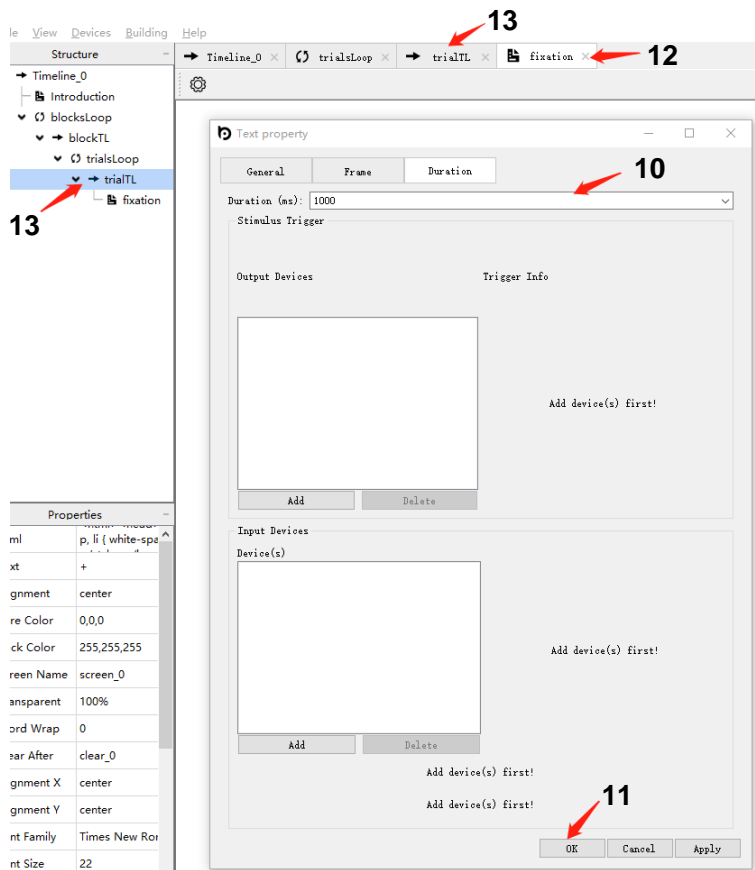 13
le View Devices Building Help
Structure
Timeline_0 trialsLoop trialTL fixation 12
Timeline_0
Introduction
blocksLoop
blockTL
trialsLoop
trialTL
fixation
13
Text property
General Frame Duration
10
Duration (ms): 1000
Stimulus Trigger
Output Devices Trigger Info
Add device(s) first!
Add Delete
Input Devices
Device(s)
Add device(s) first!
Add Delete
Add device(s) first!
Add device(s) first!
11
OK Cancel Apply
Properties
ml p, li { white-spa
xt +
gnment center
re Color 0,0,0
ck Color 255,255,255
reen Name screen_0
ansparent 100%
ord Wrap 0
ear After clear_0
gnment X center
gnment Y center
nt Family Times New Ror
nt Size 22